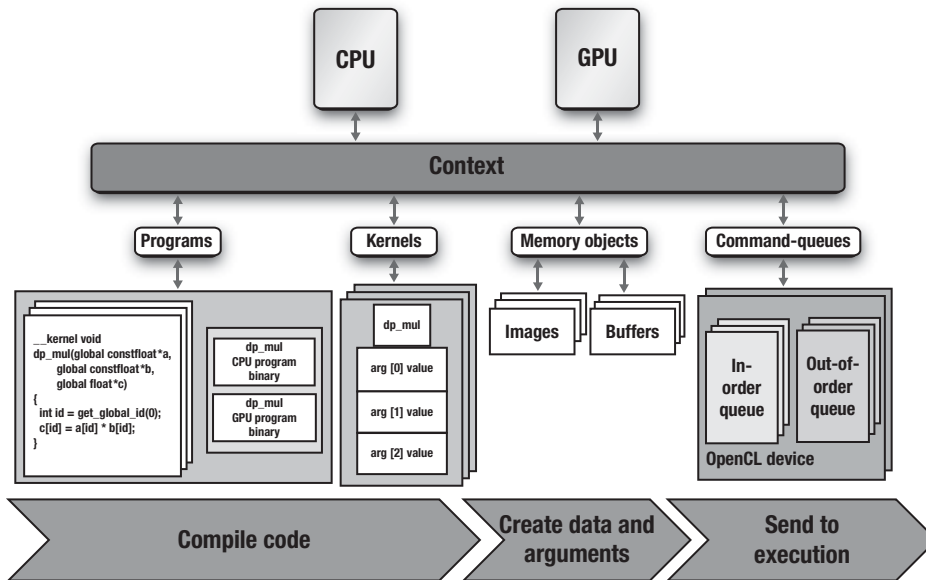 CPU
GPU
Context
Programs
Kernels
Memory objects
Command-queues
__kernel void
dp_mul(global constfloat*a,
global constfloat*b,
global float*c)
{
int id = get_global_id(0);
c[id] = a[id] * b[id];
}
dp_mul
CPU program
binary
dp_mul
GPU program
binary
dp_mul
arg [0] value
arg [1] value
arg [2] value
Images
Buffers
In-
order
queue
Out-of-
order
queue
OpenCL device
Compile code
Create data and
arguments
Send to
execution